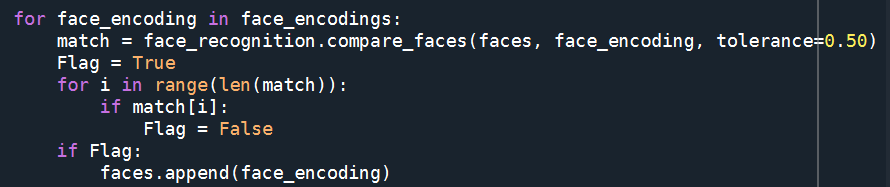 for face_encoding in face_encodings:
    match = face_recognition.compare_faces(faces, face_encoding, tolerance=0.50)
    Flag = True
    for i in range(len(match)):
        if match[i]:
            Flag = False
    if Flag:
        faces.append(face_encoding)